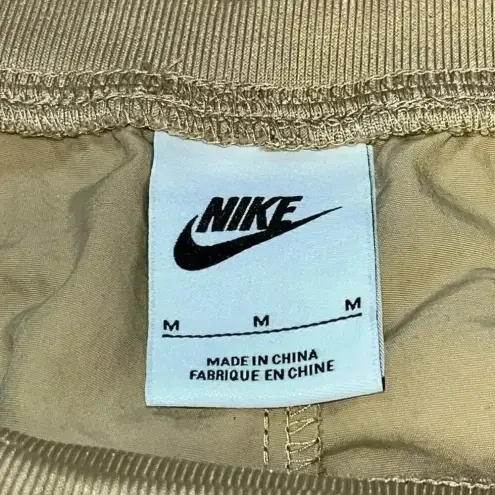 NIKE
M M M
MADE IN CHINA
FABRIQUE EN CHINE